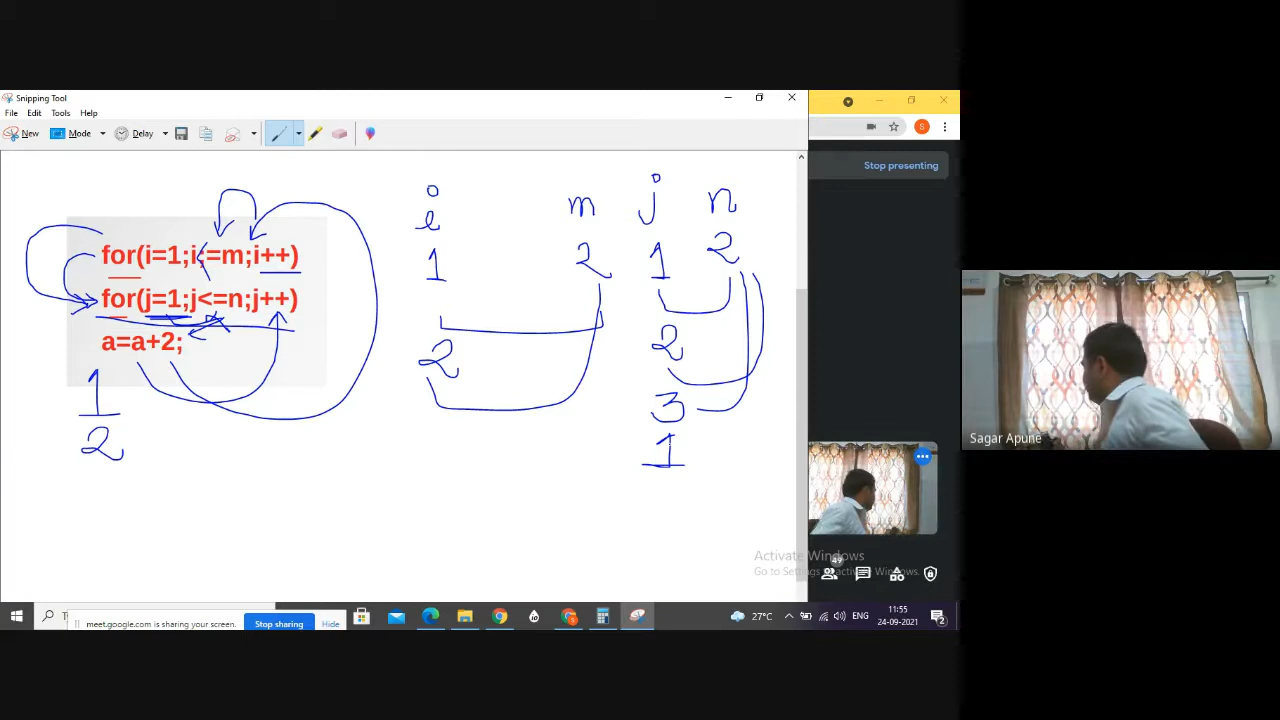 Snipping Tool
File Edit Tools Help
New Mode Delay
S
Stop presenting
i m j n
e
for(i=1;i<=m;i++)
1 2 1 2
for(j=1;j<=n;j++)
a=a+2;
2 2
1
3
2
1
Sagar Apune
Activate Windows
49
Go to Settings to activate Windows.
meet.google.com is sharing your screen. Stop sharing Hide
27°C ENG
11:55
24-09-2021
2